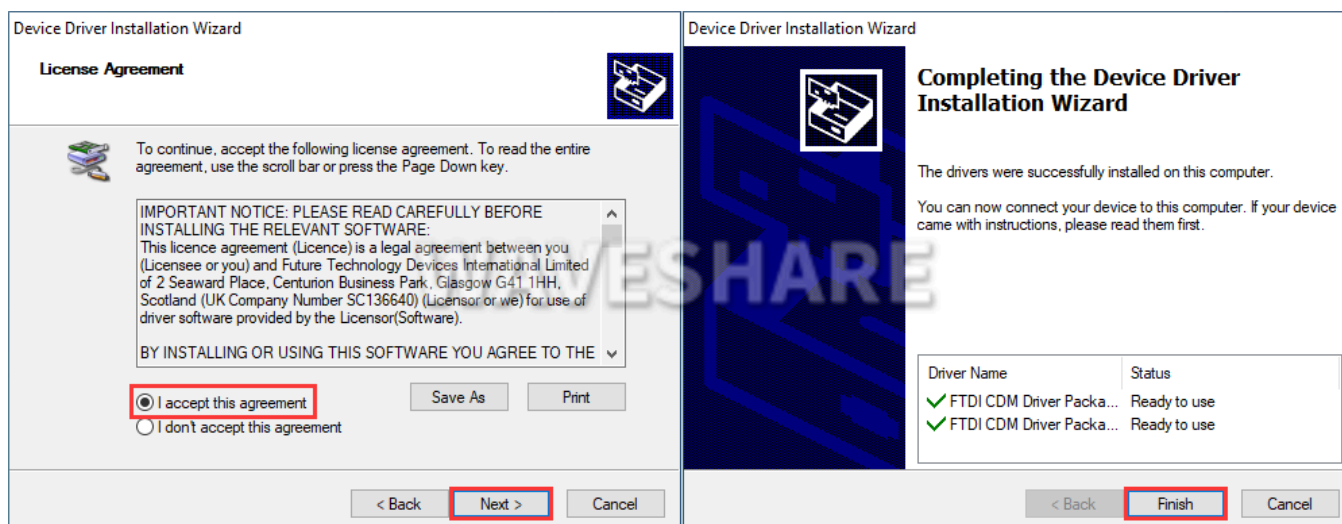 Device Driver Installation Wizard
License Agreement
To continue, accept the following license agreement. To read the entire
agreement, use the scroll bar or press the Page Down key.
IMPORTANT NOTICE: PLEASE READ CAREFULLY BEFORE
INSTALLING THE RELEVANT SOFTWARE:
This licence agreement (Licence) is a legal agreement between you
(Licensee or you) and Future Technology Devices International Limited
of 2 Seaward Place, Centurion Business Park, Glasgow G41 1HH,
Scotland (UK Company Number SC136640) (Licensor or we) for use of
driver software provided by the Licensor(Software).
BY INSTALLING OR USING THIS SOFTWARE YOU AGREE TO THE
I accept this agreement
I don't accept this agreement
Save As
Print
< Back
Next >
Cancel
Device Driver Installation Wizard
Completing the Device Driver
Installation Wizard
The drivers were successfully installed on this computer.
You can now connect your device to this computer. If your device
came with instructions, please read them first.
Driver Name Status
FTDI CDM Driver Packa... Ready to use
FTDI CDM Driver Packa... Ready to use
< Back
Finish
Cancel
WAVESHARE